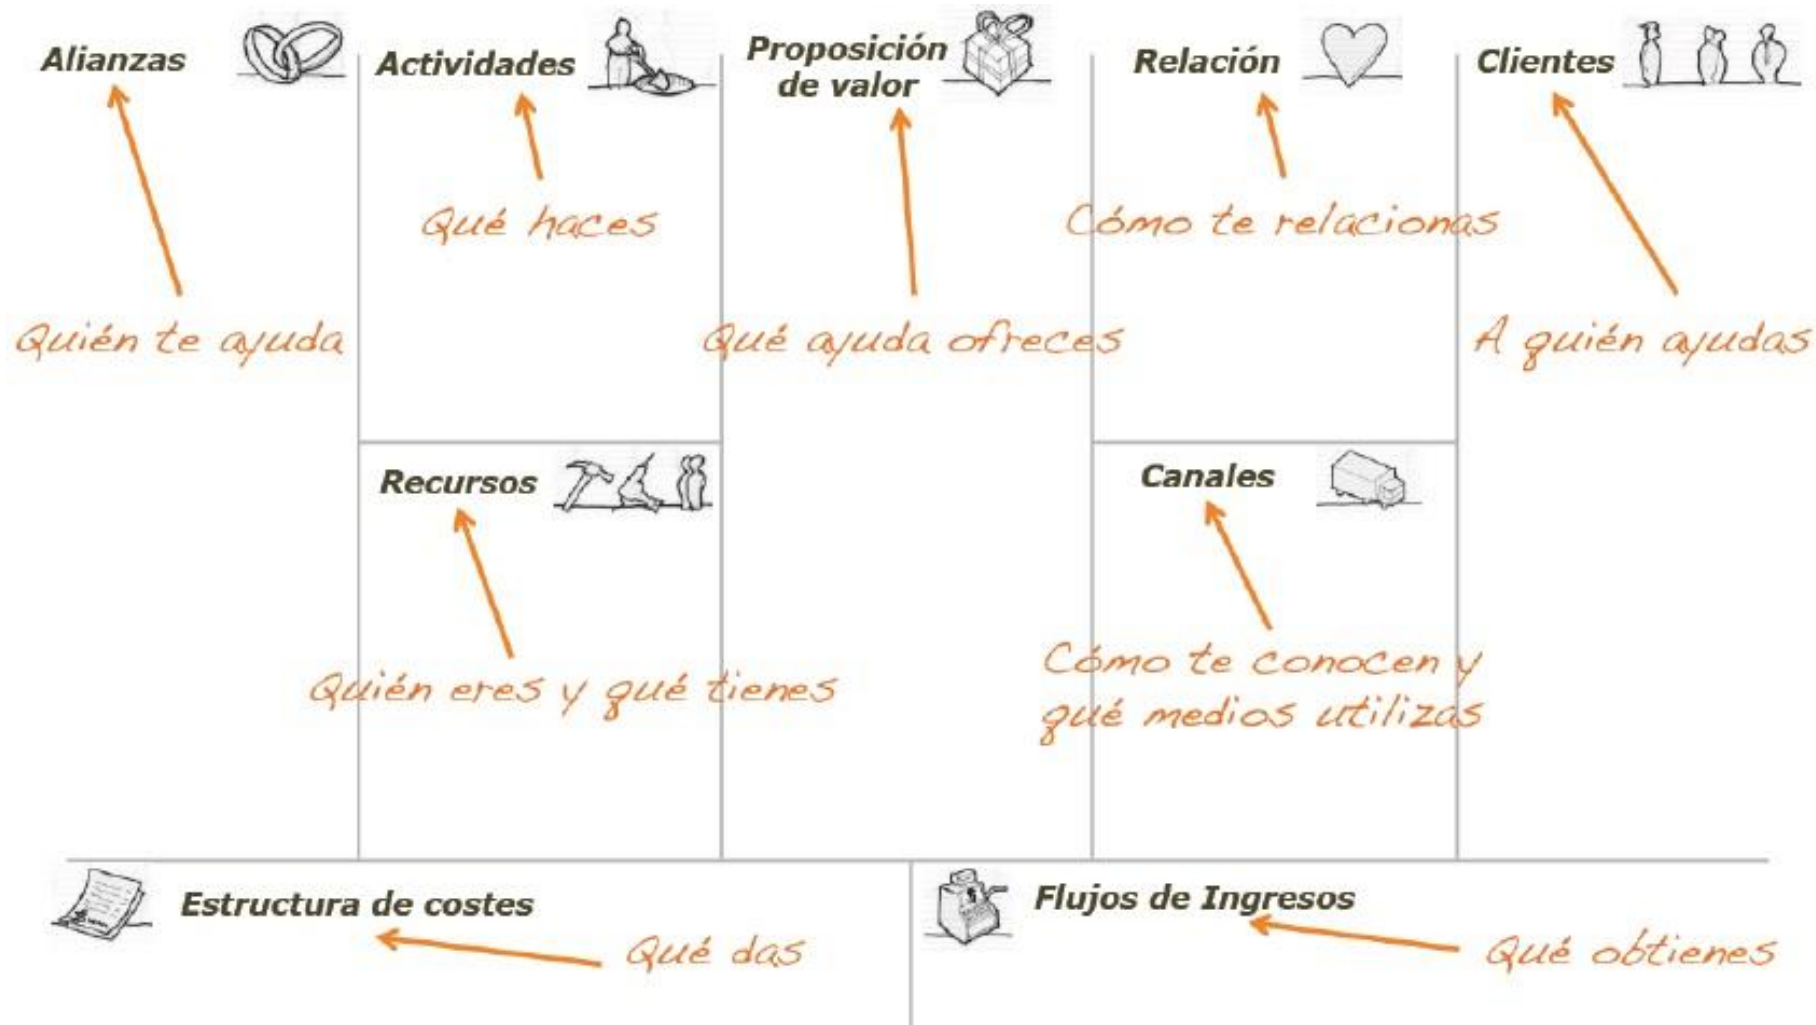 Alianzas
Quién te ayuda
Actividades
Qué haces
Recursos
Quién eres y qué tienes
Proposición
de valor
Qué ayuda ofreces
Relación
Cómo te relacionas
Canales
Cómo te conocen y
qué medios utilizas
Clientes
A quién ayudas
Estructura de costes
Qué das
Flujos de Ingresos
Qué obtienes